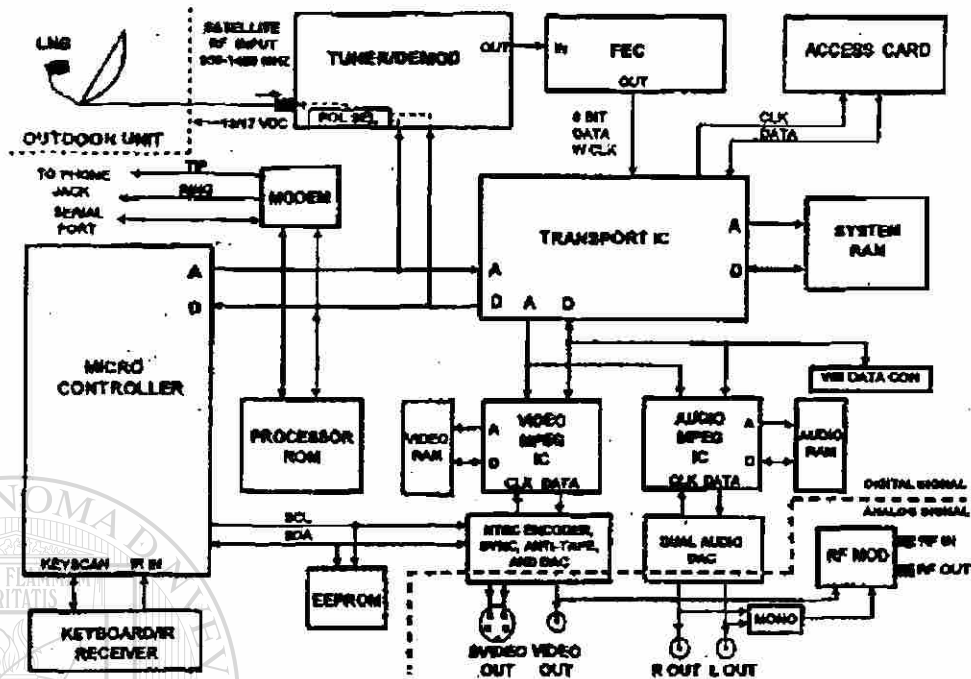 LNB
OUTDOOR UNIT
SATELLITE
RF INPUT
MHZ
13/17 VDC
TUNER/DEMOD
OUT
POL SEL
IN
FEC
OUT
ACCESS CARD
8 BIT
DATA
W CLK
CLK
DATA
TO PHONE
JACK
TIP
RING
SERIAL
PORT
MODEM
TRANSPORT IC
A
D
A
D
A
D
SYSTEM
RAM
A
D
MICRO
CONTROLLER
PROCESSOR
ROM
VIDEO
RAM
A
D
VIDEO
MPEG
IC
CLK DATA
AUDIO
MPEG
IC
A
D
CLK DATA
AUDIO
RAM
DATA CON
DIGITAL SIGNAL
ANALOG SIGNAL
SCL
SDA
KEYSCAN
IR IN
KEYBOARD/IR
RECEIVER
EEPROM
NTSC ENCODER,
SYNC, ANTI-TAPE,
AND DAC
DUAL AUDIO
DAC
RF MOD
RF IN
RF OUT
MONO
SVIDEO
OUT
VIDEO
OUT
R OUT
L OUT